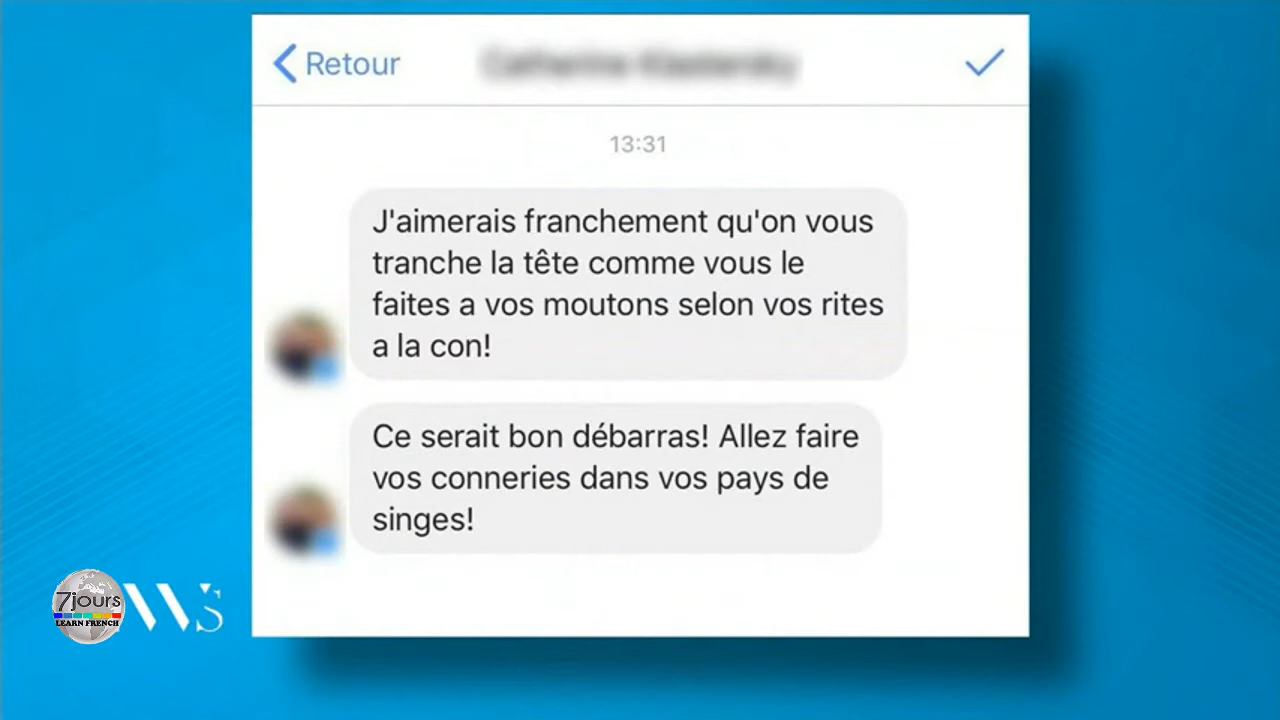 Retour
13:31
J'aimerais franchement qu'on vous
tranche la tête comme vous le
faites a vos moutons selon vos rites
a la con!
Ce serait bon débarras! Allez faire
vos conneries dans vos pays de
singes!
7jours
LEARN FRENCH